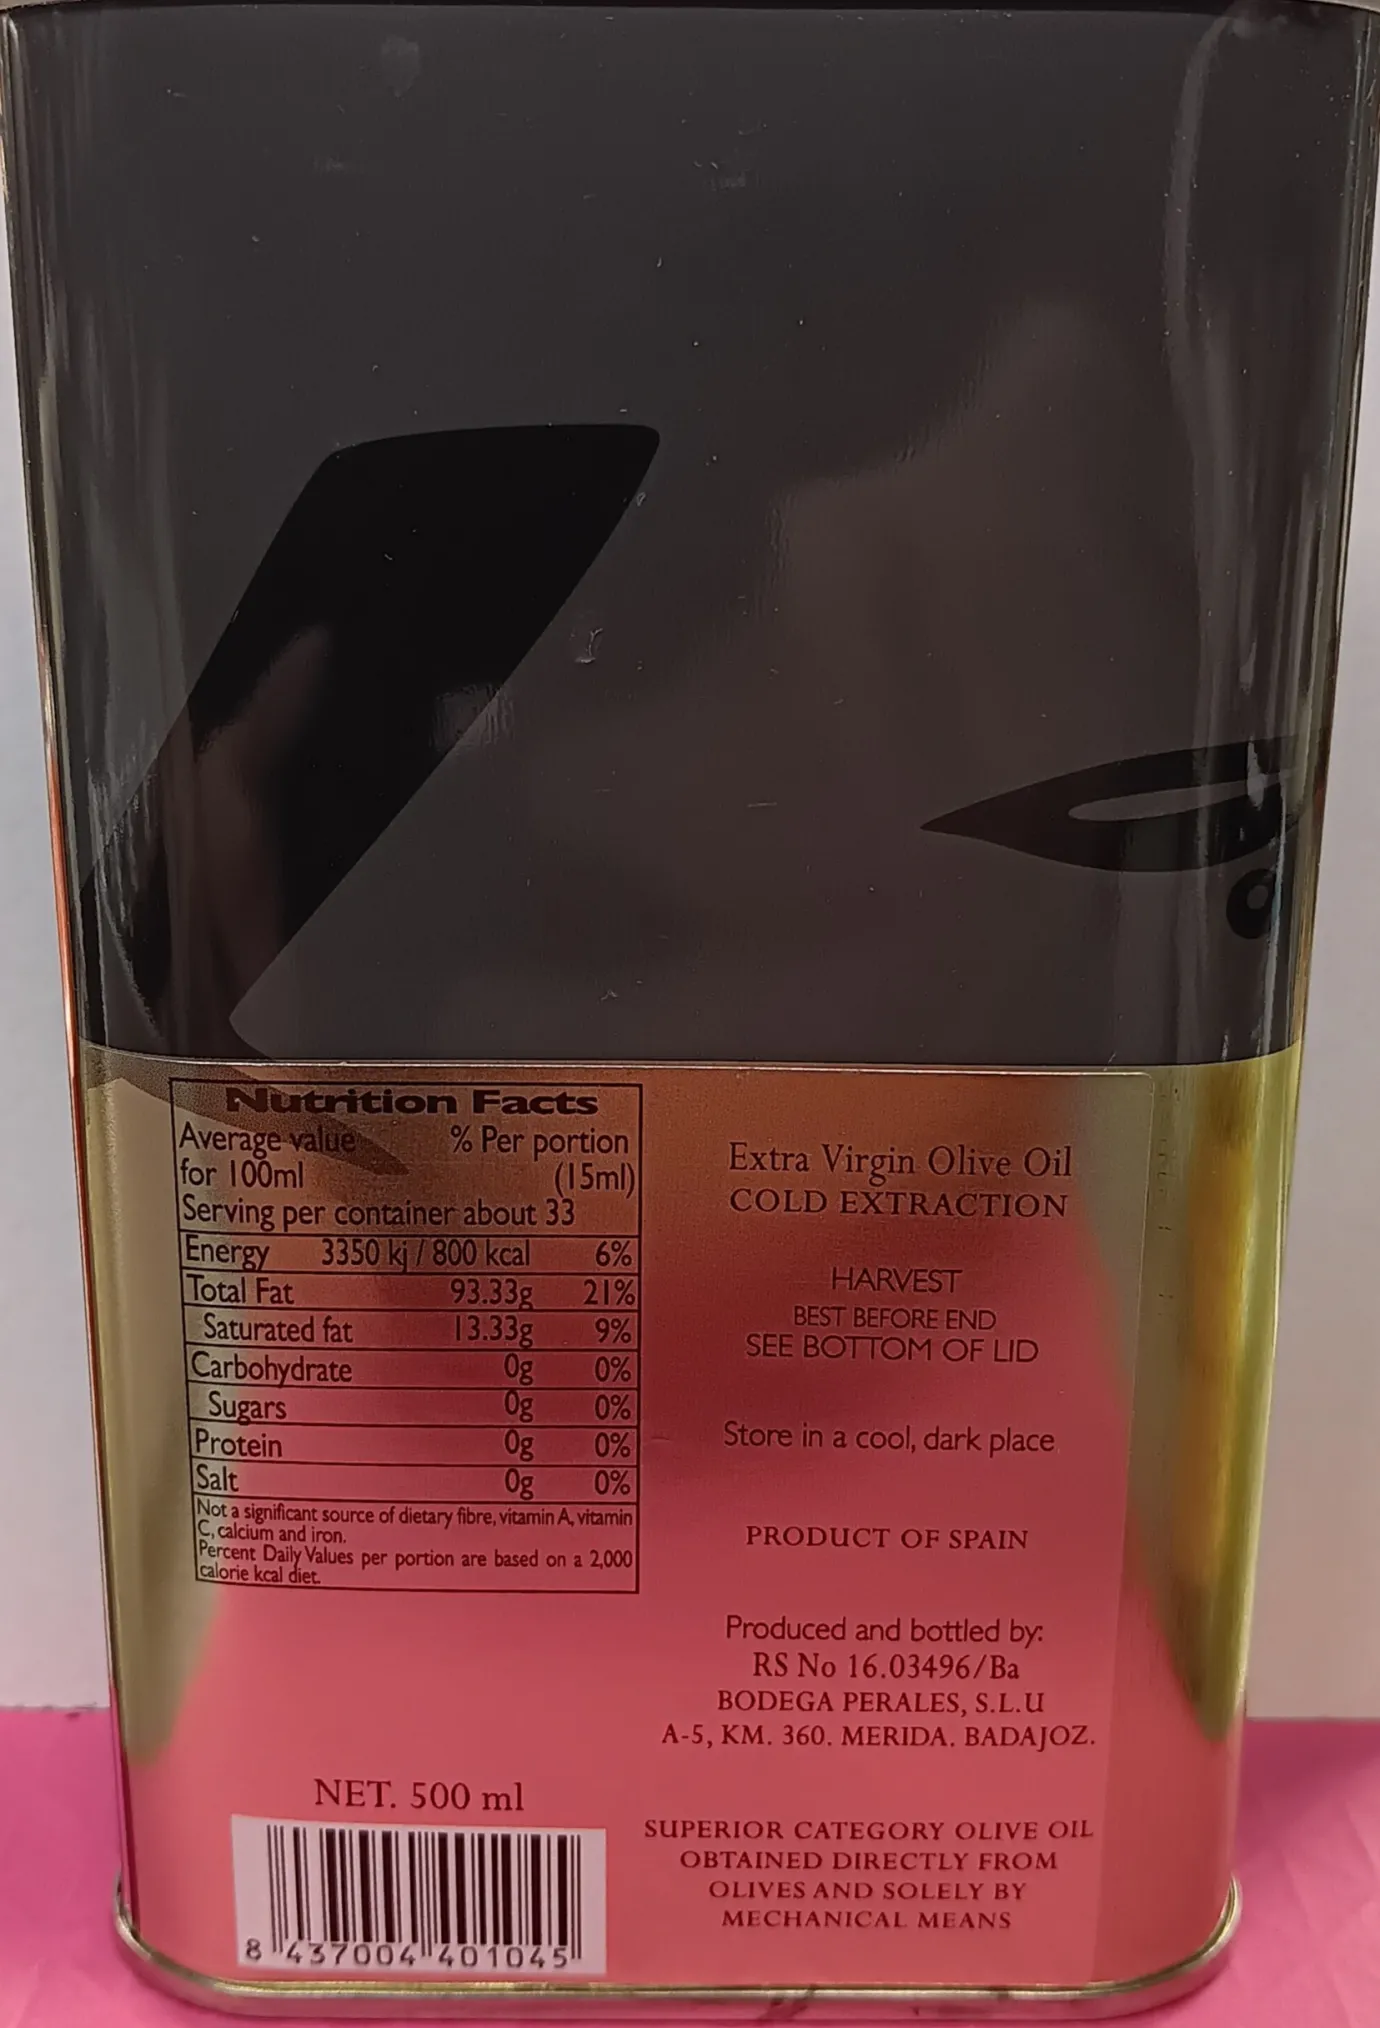 Nutrition Facts
Average value % Per portion
for 100ml (15ml)
Serving per container about 33
Energy 3350 kj / 800 kcal 6%
Total Fat 93.33g 21%
Saturated fat 13.33g 9%
Carbohydrate 0g 0%
Sugars 0g 0%
Protein 0g 0%
Salt 0g 0%
Not a significant source of dietary fibre, vitamin A, vitamin
C, calcium and iron.
Percent Daily Values per portion are based on a 2,000
calorie kcal diet.
NET. 500 ml
8 437004 401045
Extra Virgin Olive Oil
COLD EXTRACTION
HARVEST
BEST BEFORE END
SEE BOTTOM OF LID
Store in a cool, dark place
PRODUCT OF SPAIN
Produced and bottled by:
RS No 16.03496/Ba
BODEGA PERALES, S.L.U
A-5, KM. 360. MERIDA. BADAJOZ.
SUPERIOR CATEGORY OLIVE OIL
OBTAINED DIRECTLY FROM
OLIVES AND SOLELY BY
MECHANICAL MEANS